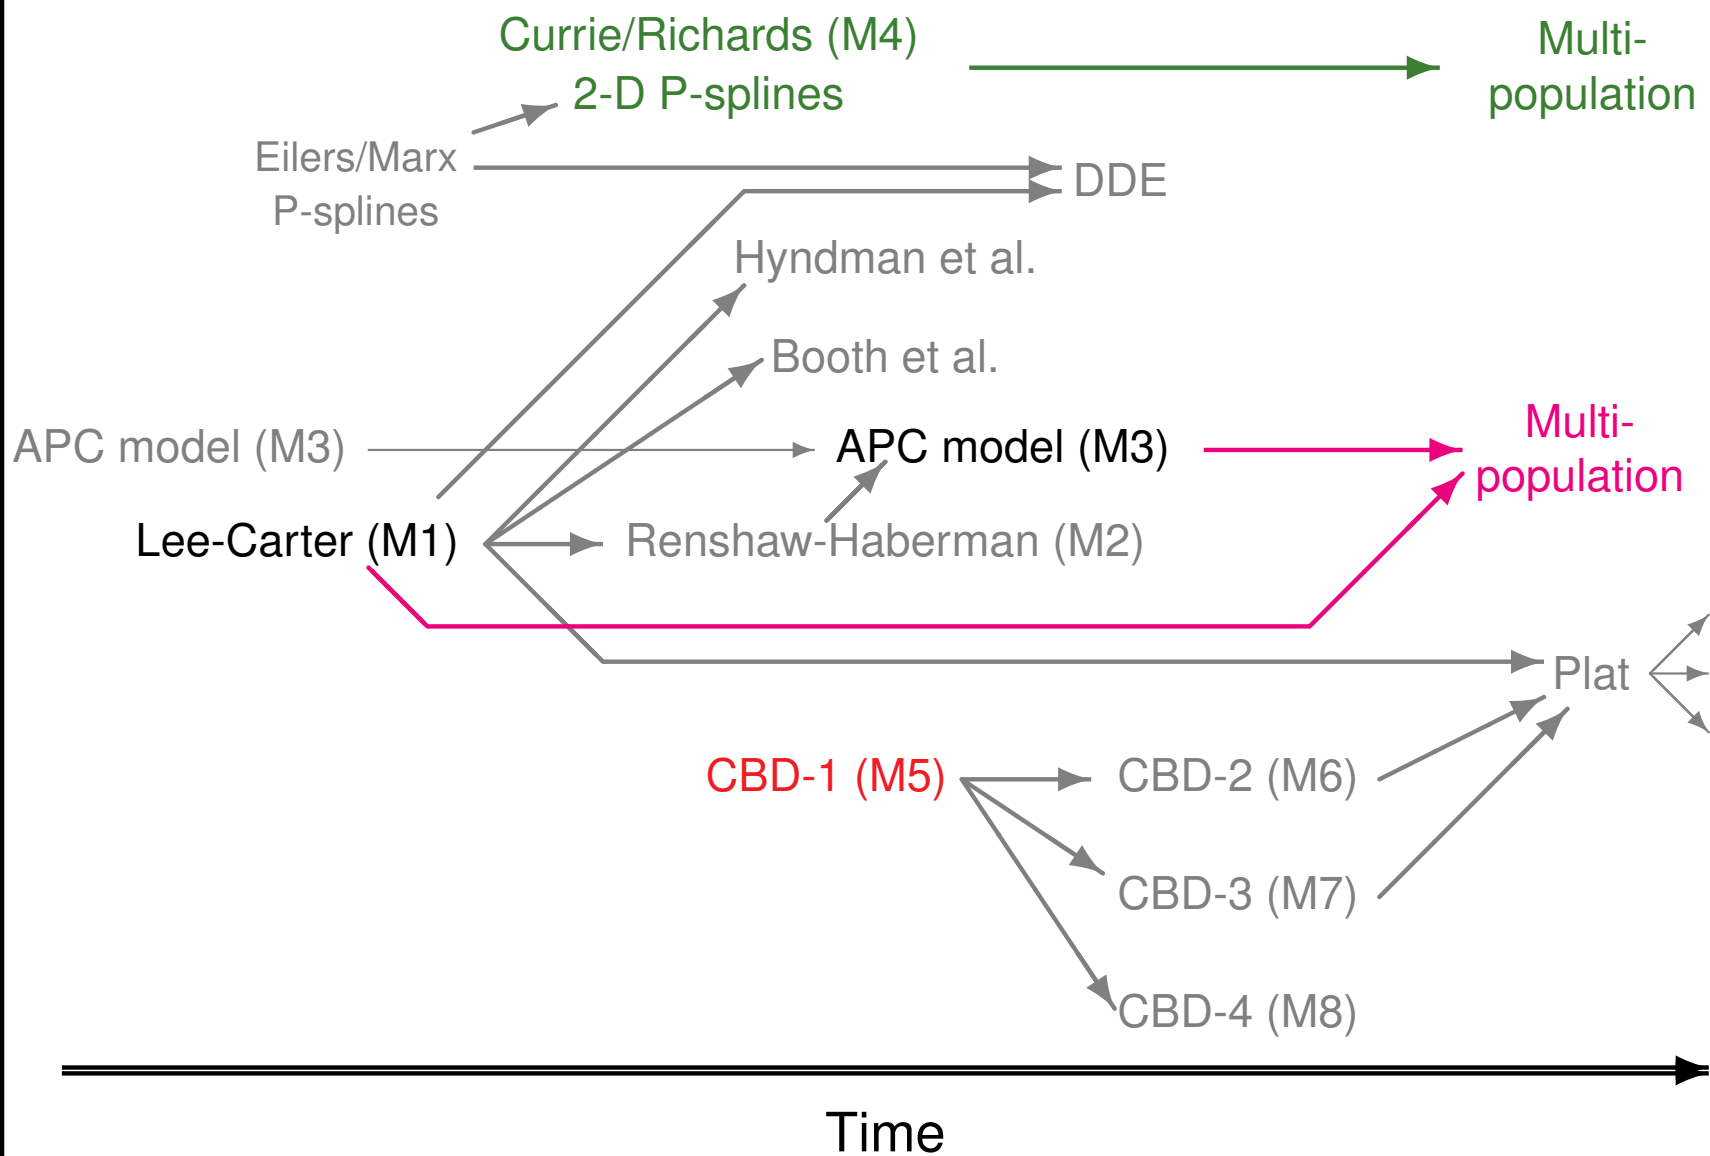 Currie/Richards (M4)
2-D P-splines
Multi-
population
Eilers/Marx
P-splines
DDE
Hyndman et al.
Booth et al.
APC model (M3)
APC model (M3)
Multi-
population
Lee-Carter (M1)
Renshaw-Haberman (M2)
Plat
CBD-1 (M5)
CBD-2 (M6)
CBD-3 (M7)
CBD-4 (M8)
Time